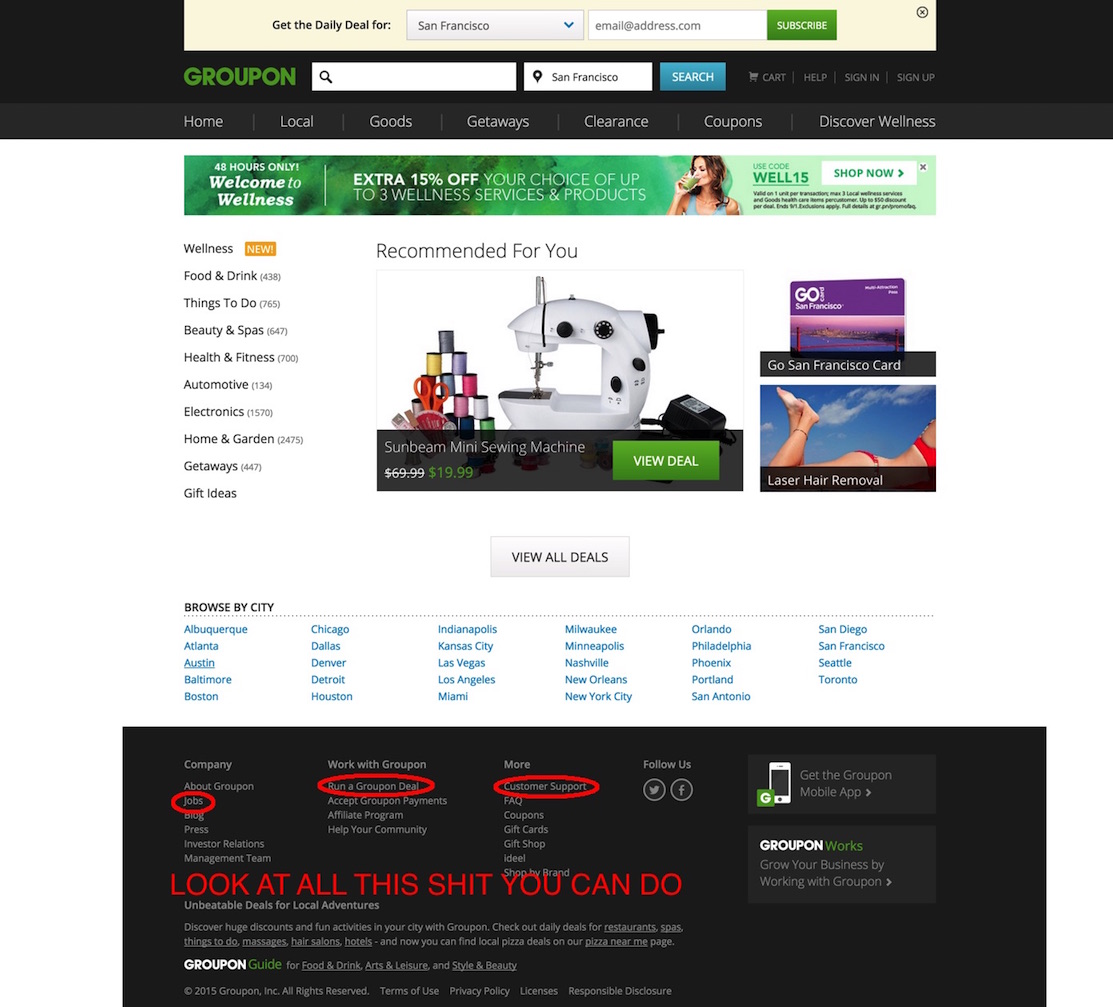 Get the Daily Deal for: San Francisco email@address.com SUBSCRIBE
GROUPON San Francisco SEARCH CART HELP SIGN IN SIGN UP
Home Local Goods Getaways Clearance Coupons Discover Wellness
48 HOURS ONLY!
Welcome to
Wellness
EXTRA 15% OFF YOUR CHOICE OF UP
TO 3 WELLNESS SERVICES & PRODUCTS
USE CODE
WELL15
SHOP NOW
Valid on 1 unit per transaction; max 3 Local wellness services
and Goods health care items percustomer. Up to $50 discount
per deal. Ends 9/1.Exclusions apply. Full details at gr.pn/promofaq.
Wellness NEW!
Food & Drink (438)
Things To Do (765)
Beauty & Spas (647)
Health & Fitness (700)
Automotive (134)
Electronics (1570)
Home & Garden (2475)
Getaways (447)
Gift Ideas
Recommended For You
Sunbeam Mini Sewing Machine
$69.99 $19.99
VIEW DEAL
GO card
San Francisco
Multi-Attraction
Pass
Go San Francisco Card
Laser Hair Removal
VIEW ALL DEALS
BROWSE BY CITY
Albuquerque Chicago Indianapolis Milwaukee Orlando San Diego
Atlanta Dallas Kansas City Minneapolis Philadelphia San Francisco
Austin Denver Las Vegas Nashville Phoenix Seattle
Baltimore Detroit Los Angeles New Orleans Portland Toronto
Boston Houston Miami New York City San Antonio
Company
About Groupon
Jobs
Blog
Press
Investor Relations
Management Team
Work with Groupon
Run a Groupon Deal
Accept Groupon Payments
Affiliate Program
Help Your Community
More
Customer Support
FAQ
Coupons
Gift Cards
Gift Shop
ideel
Shop by Brand
Follow Us
Get the Groupon
Mobile App
G
GROUPON Works
Grow Your Business by
Working with Groupon
LOOK AT ALL THIS SHIT YOU CAN DO
Unbeatable Deals for Local Adventures
Discover huge discounts and fun activities in your city with Groupon. Check out daily deals for restaurants, spas,
things to do, massages, hair salons, hotels - and now you can find local pizza deals on our pizza near me page.
GROUPON Guide for Food & Drink, Arts & Leisure, and Style & Beauty
© 2015 Groupon, Inc. All Rights Reserved. Terms of Use Privacy Policy Licenses Responsible Disclosure